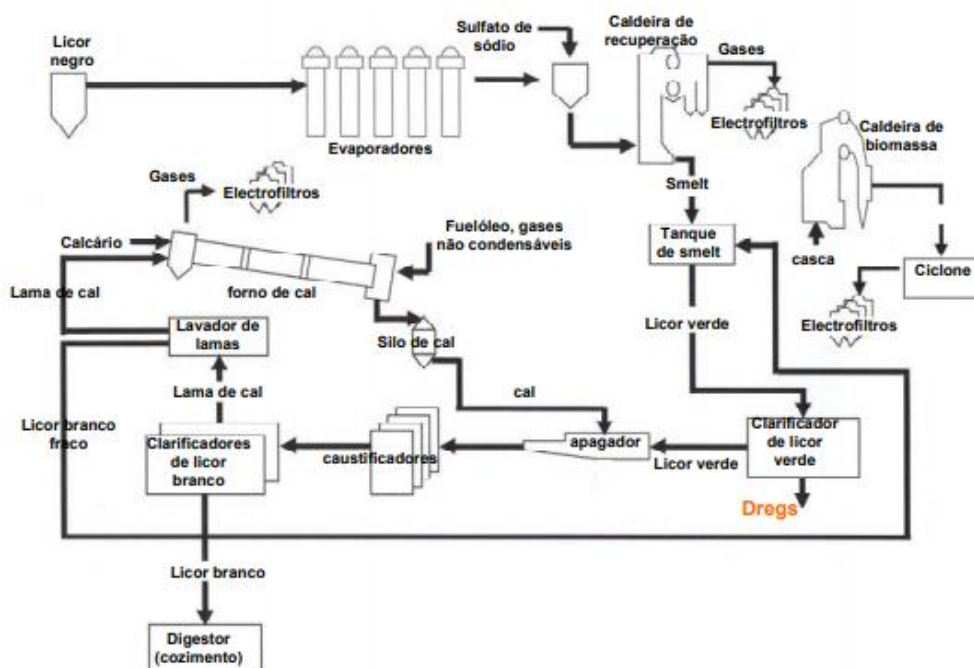 Licor
negro
Sulfato de
sódio
Caldeira de
recuperação
Gases
Evaporadores
Electrofiltros
Caldeira de
biomassa
Smelt
Gases
Electrofiltros
Calcário
Fuelóleo, gases
não condensáveis
Tanque
de smelt
casca
Ciclone
Lama de cal
forno de cal
Electrofiltros
Licor verde
Lavador de
lamas
Silo de cal
Lama de cal
cal
Licor branco
fraco
Clarificadores
de licor
branco
caustificadores
apagador
Licor verde
Clarificador
de licor
verde
Dregs
Licor branco
Digestor
(cozimento)